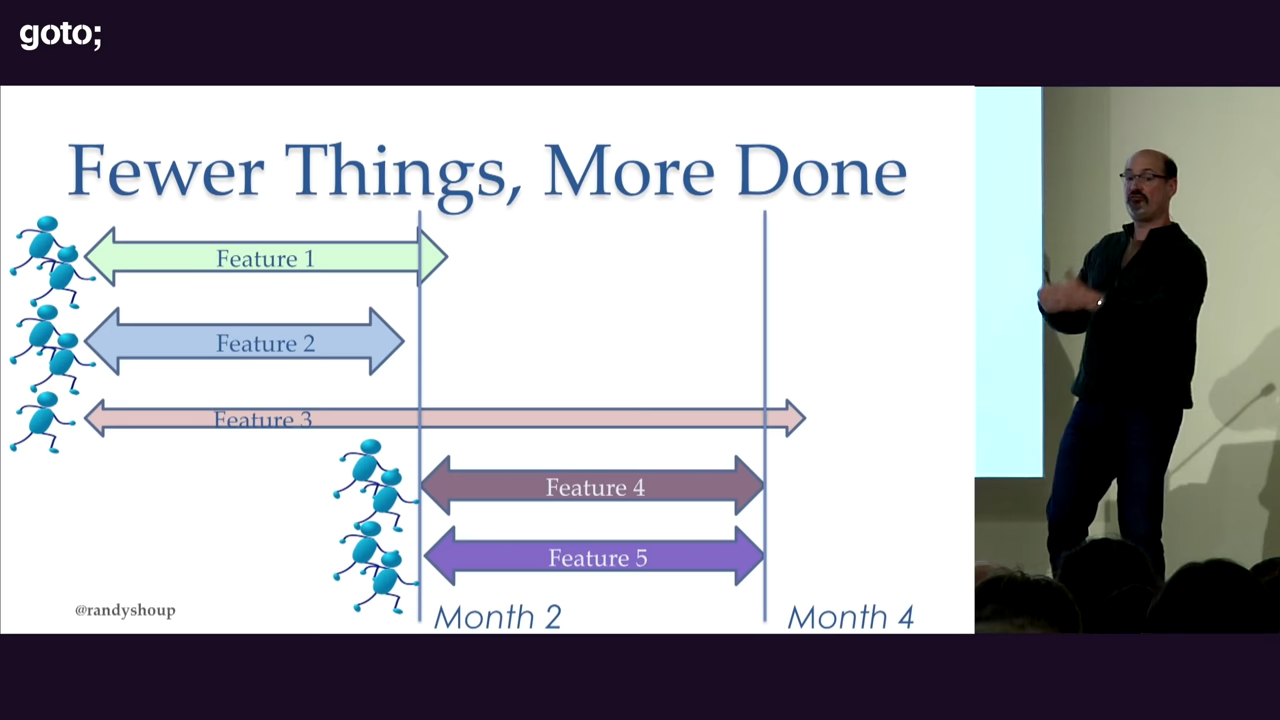 goto;
Fewer Things, More Done
Feature 1
Feature 2
Feature 3
Feature 4
Feature 5
@randyshoup
Month 2
Month 4